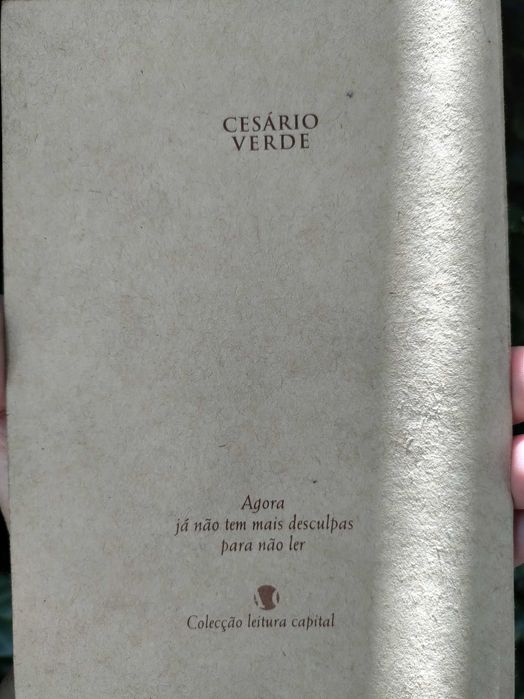 CESÁRIO
VERDE
Agora
já não tem mais desculpas
para não ler
Colecção leitura capital